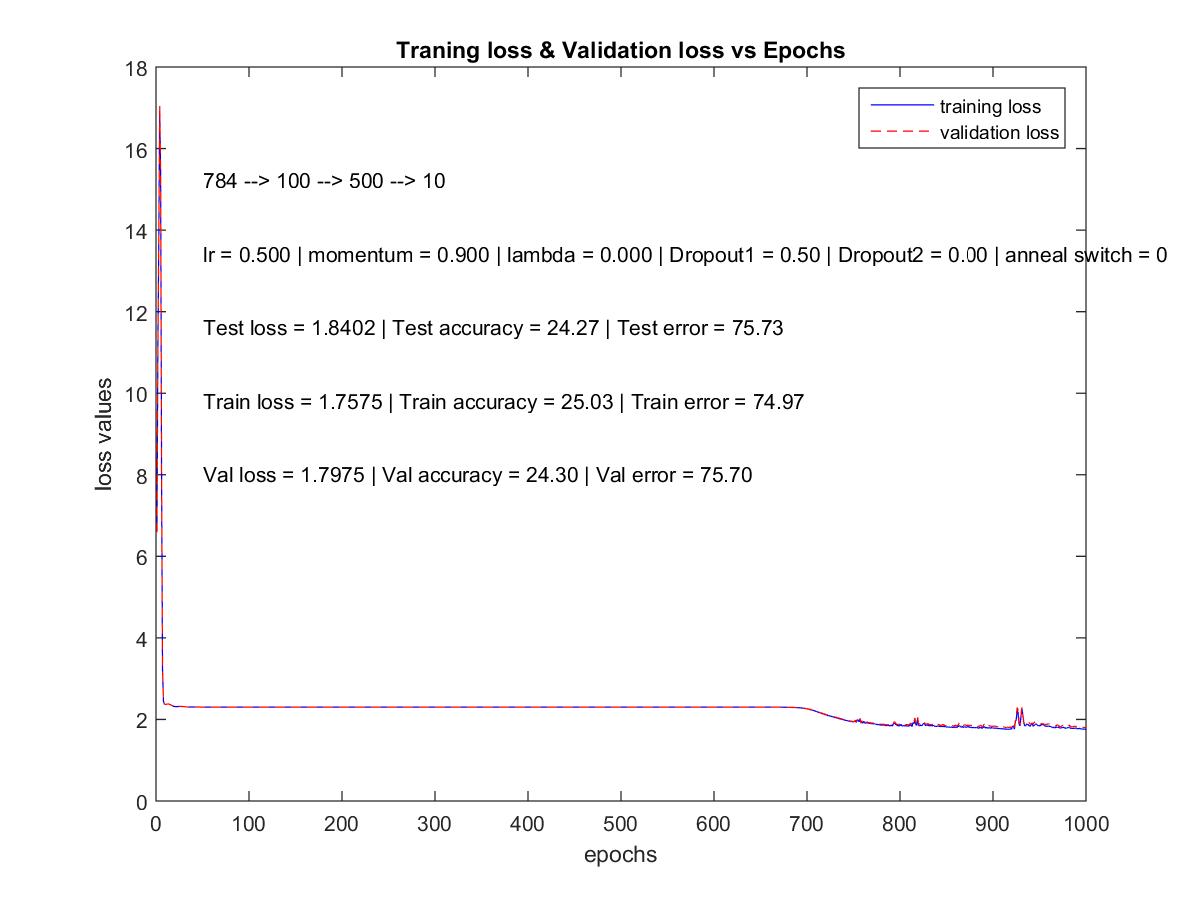 Traning loss & Validation loss vs Epochs
18
16
14
12
10
8
6
4
2
0
loss values
training loss
validation loss
784 --> 100 --> 500 --> 10
lr = 0.500 | momentum = 0.900 | lambda = 0.000 | Dropout1 = 0.50 | Dropout2 = 0.00 | anneal switch = 0
Test loss = 1.8402 | Test accuracy = 24.27 | Test error = 75.73
Train loss = 1.7575 | Train accuracy = 25.03 | Train error = 74.97
Val loss = 1.7975 | Val accuracy = 24.30 | Val error = 75.70
0 100 200 300 400 500 600 700 800 900 1000
epochs